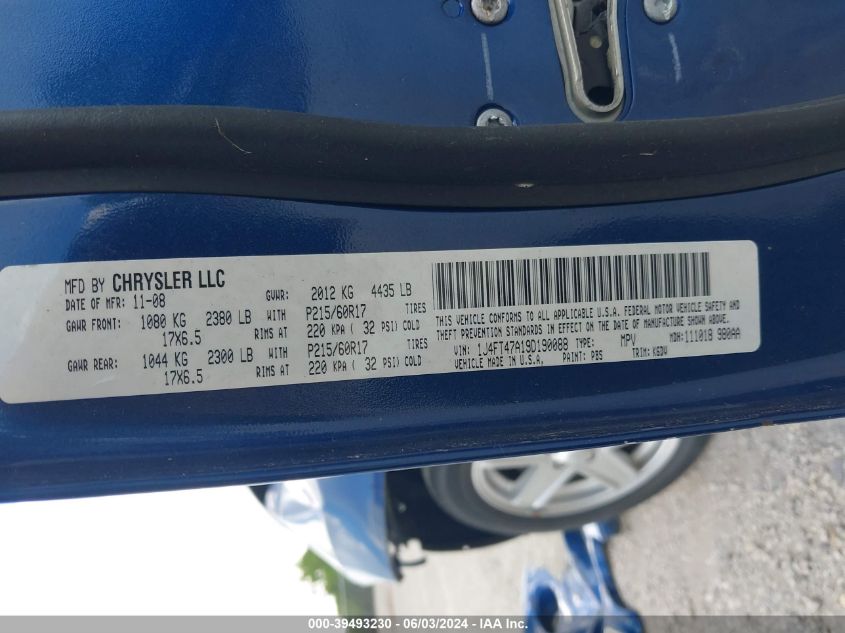 MFD BY CHRYSLER LLC
DATE OF MFR: 11-08 GVWR: 2012 KG 4435 LB
GAWR FRONT: 1080 KG 2380 LB WITH P215/60R17 TIRES
17X6.5 RIMS AT 220 KPA ( 32 PSI) COLD
GAWR REAR: 1044 KG 2300 LB WITH P215/60R17 TIRES
17X6.5 RIMS AT 220 KPA ( 32 PSI) COLD
THIS VEHICLE CONFORMS TO ALL APPLICABLE U.S.A. FEDERAL MOTOR VEHICLE SAFETY AND
THEFT PREVENTION STANDARDS IN EFFECT ON THE DATE OF MANUFACTURE SHOWN ABOVE.
VIN: 1J4FT47A19D190088 TYPE: MPV MDH: 111018 980AA
VEHICLE MADE IN U.S.A. PAINT: PBS TRIM: K6DV
000-39493230 - 06/03/2024 - IAA Inc.